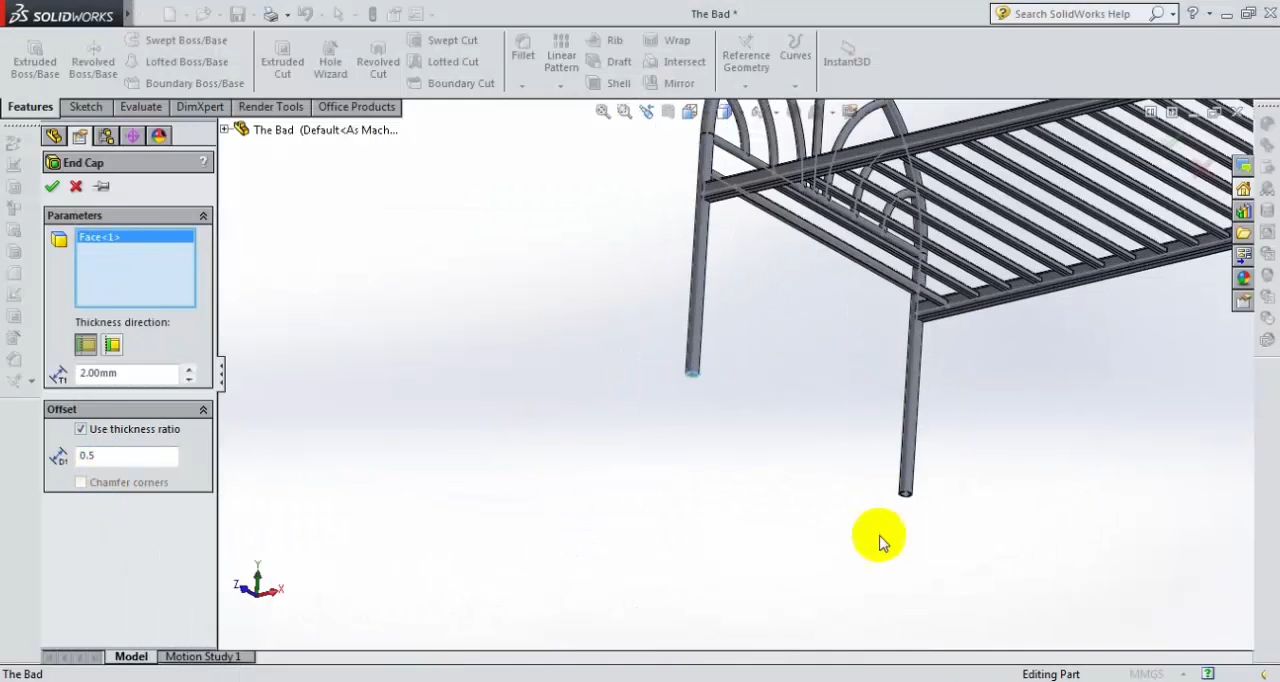 SOLIDWORKS
The Bad *
Search SolidWorks Help
Extruded Boss/Base
Revolved Boss/Base
Swept Boss/Base
Lofted Boss/Base
Boundary Boss/Base
Extruded Cut
Hole Wizard
Revolved Cut
Swept Cut
Lofted Cut
Boundary Cut
Fillet
Linear Pattern
Rib
Draft
Shell
Wrap
Intersect
Mirror
Reference Geometry
Curves
Instant3D
Features
Sketch
Evaluate
DimXpert
Render Tools
Office Products
The Bad (Default<As Mach...
End Cap
?
Parameters
Face<1>
Thickness direction:
2.00mm
Offset
Use thickness ratio
0.5
Chamfer corners
Y
Z
X
Model
Motion Study 1
The Bad
Editing Part
MMGS